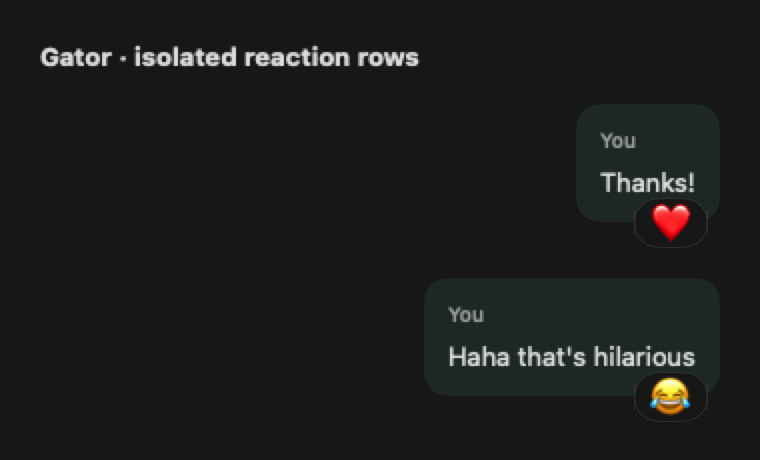 Gator · isolated reaction rows
You
Thanks!
❤️
You
Haha that's hilarious
😂